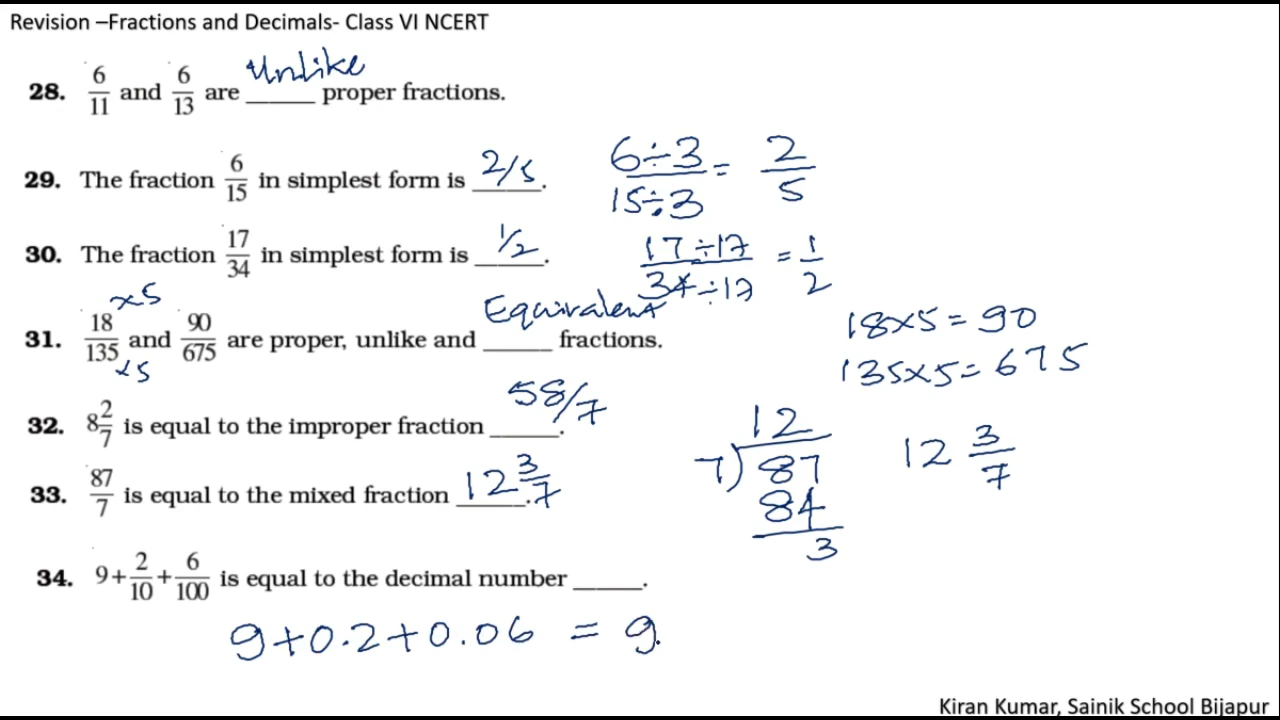 Revision –Fractions and Decimals- Class VI NCERT
28. 6/11 and 6/13 are Unlike proper fractions.
29. The fraction 6/15 in simplest form is 2/5.
6÷3/15÷3 = 2/5
30. The fraction 17/34 in simplest form is 1/2.
17÷17/34÷17 = 1/2
×5
31. 18/135 and 90/675 are proper, unlike and Equivalent fractions.
×5
18×5=90
135×5=675
32. 8 2/7 is equal to the improper fraction 58/7.
33. 87/7 is equal to the mixed fraction 12 3/7.
12
7)87
84
3
12 3/7
34. 9+2/10+6/100 is equal to the decimal number _____.
9+0.2+0.06 = 9.
Kiran Kumar, Sainik School Bijapur